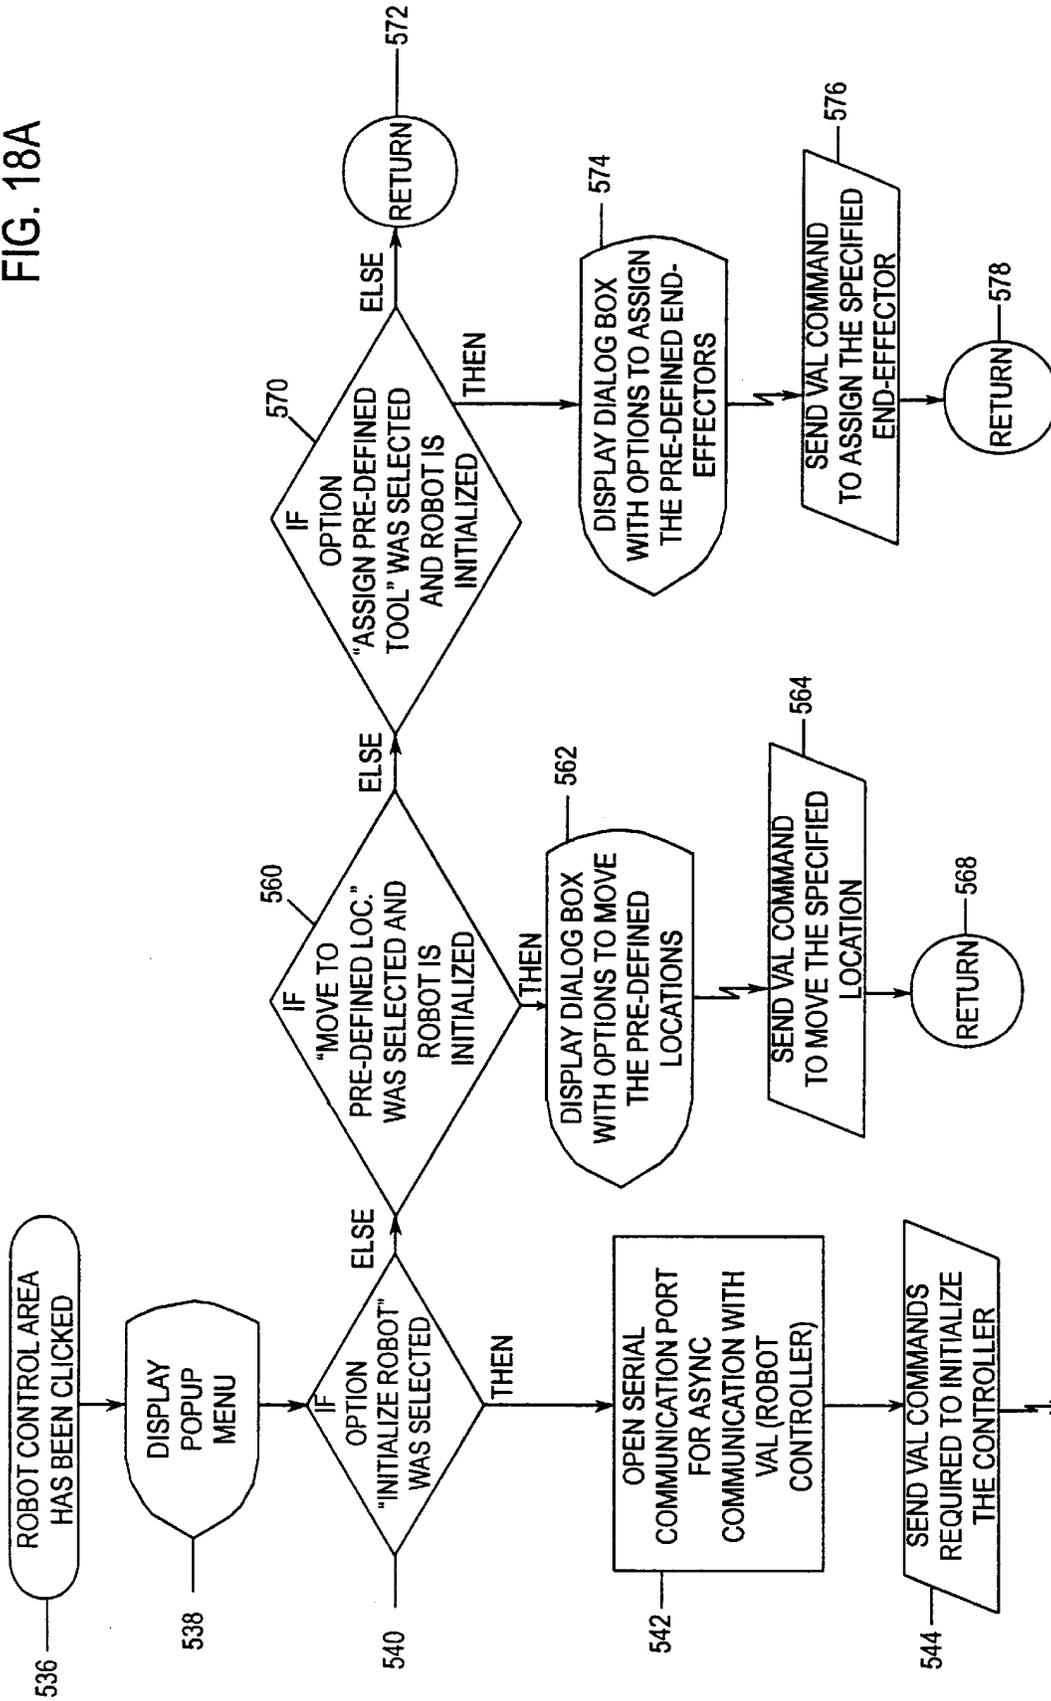 FIG. 18A
536
ROBOT CONTROL AREA
HAS BEEN CLICKED
538
DISPLAY
POPUP
MENU
540
IF
OPTION
"INITIALIZE ROBOT"
WAS SELECTED
THEN
ELSE
542
OPEN SERIAL
COMMUNICATION PORT
FOR ASYNC
COMMUNICATION WITH
VAL (ROBOT
CONTROLLER)
544
SEND VAL COMMANDS
REQUIRED TO INITIALIZE
THE CONTROLLER
560
IF
"MOVE TO
PRE-DEFINED LOC."
WAS SELECTED AND
ROBOT IS
INITIALIZED
THEN
ELSE
562
DISPLAY DIALOG BOX
WITH OPTIONS TO MOVE
THE PRE-DEFINED
LOCATIONS
564
SEND VAL COMMAND
TO MOVE THE SPECIFIED
LOCATION
RETURN
568
570
IF
OPTION
"ASSIGN PRE-DEFINED
TOOL" WAS SELECTED
AND ROBOT IS
INITIALIZED
THEN
ELSE
RETURN
572
574
DISPLAY DIALOG BOX
WITH OPTIONS TO ASSIGN
THE PRE-DEFINED END-
EFFECTORS
576
SEND VAL COMMAND
TO ASSIGN THE SPECIFIED
END-EFFECTOR
RETURN
578